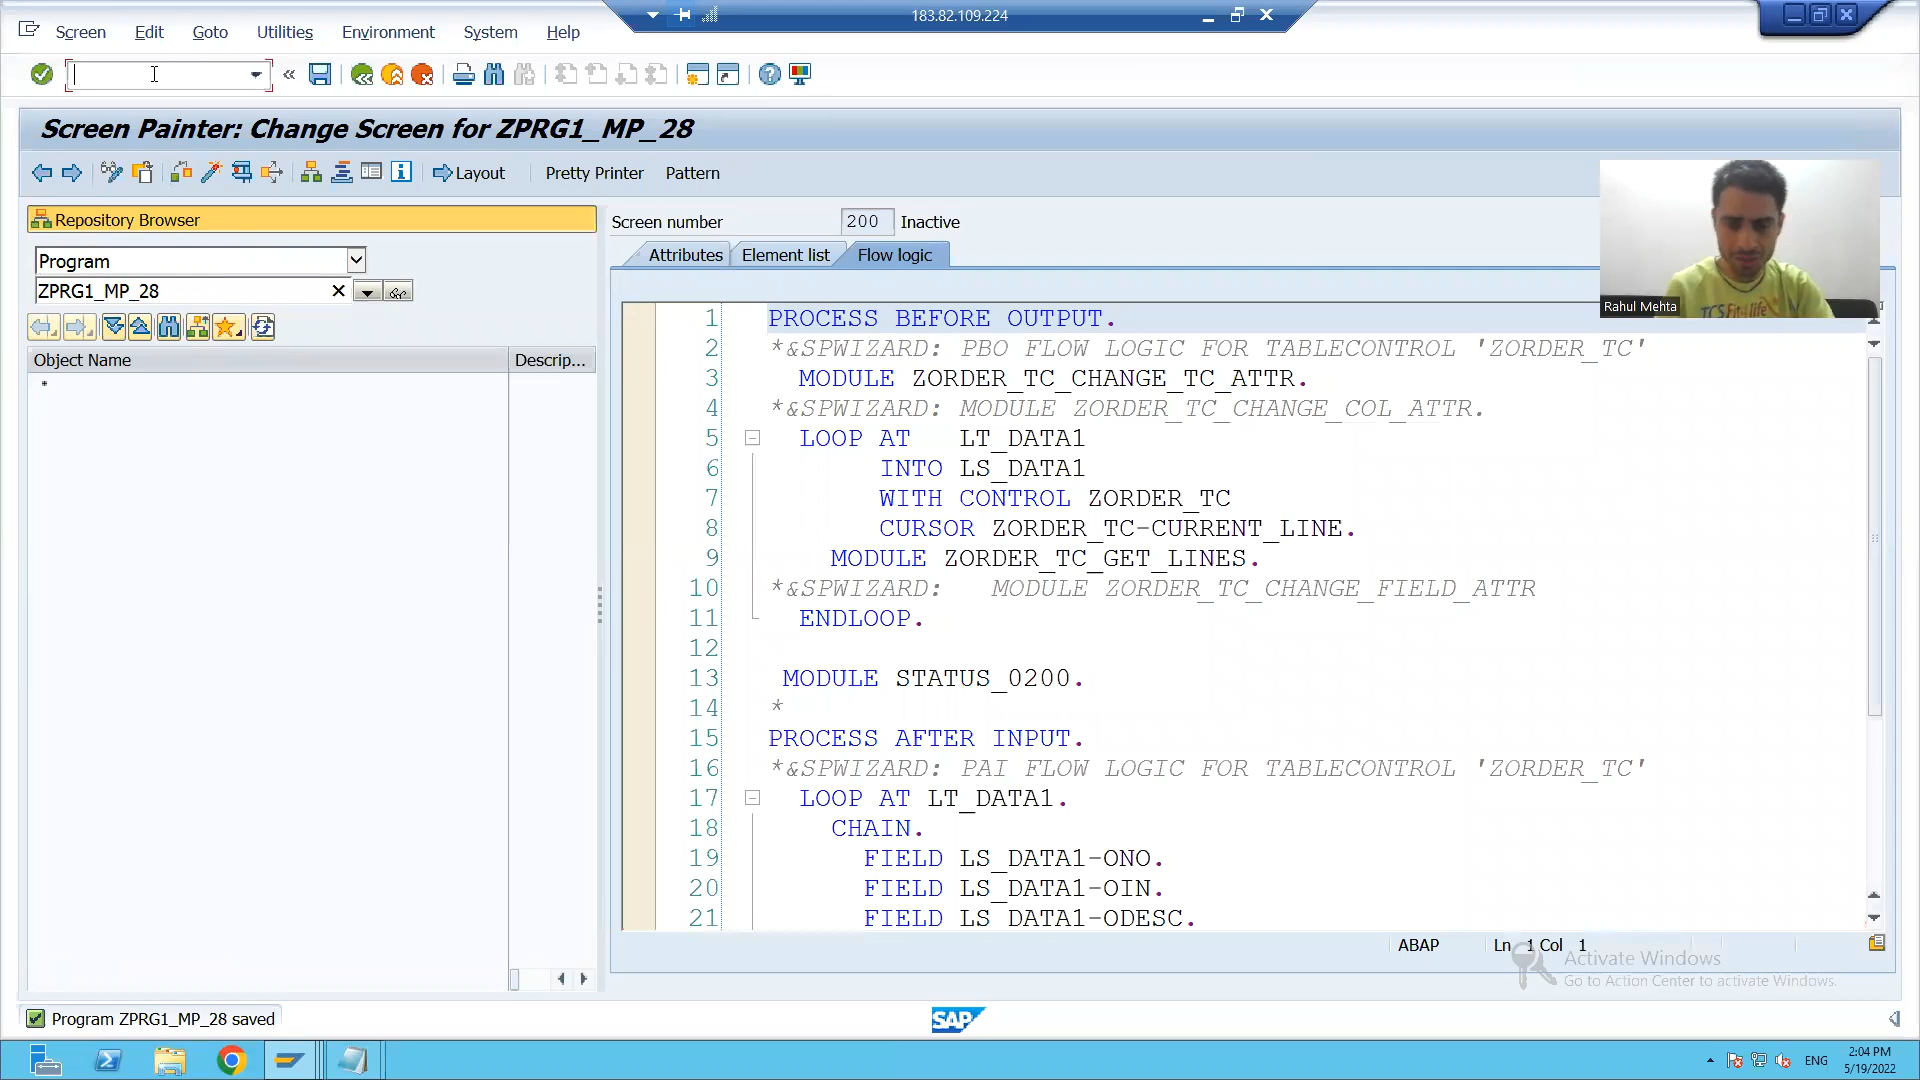 183.82.109.224
Screen Edit Goto Utilities Environment System Help
Screen Painter: Change Screen for ZPRG1_MP_28
Layout Pretty Printer Pattern
Repository Browser
Program
ZPRG1_MP_28
Object Name Descrip...
Screen number 200 Inactive
Attributes Element list Flow logic
1 PROCESS BEFORE OUTPUT.
2 *&SPWIZARD: PBO FLOW LOGIC FOR TABLECONTROL 'ZORDER_TC'
3 MODULE ZORDER_TC_CHANGE_TC_ATTR.
4 *&SPWIZARD: MODULE ZORDER_TC_CHANGE_COL_ATTR.
5 LOOP AT LT_DATA1
6 INTO LS_DATA1
7 WITH CONTROL ZORDER_TC
8 CURSOR ZORDER_TC-CURRENT_LINE.
9 MODULE ZORDER_TC_GET_LINES.
10 *&SPWIZARD: MODULE ZORDER_TC_CHANGE_FIELD_ATTR
11 ENDLOOP.
12
13 MODULE STATUS_0200.
14 *
15 PROCESS AFTER INPUT.
16 *&SPWIZARD: PAI FLOW LOGIC FOR TABLECONTROL 'ZORDER_TC'
17 LOOP AT LT_DATA1.
18 CHAIN.
19 FIELD LS_DATA1-ONO.
20 FIELD LS_DATA1-OIN.
21 FIELD LS_DATA1-ODESC.
Rahul Mehta
ABAP Ln 1 Col 1
Activate Windows
Go to Action Center to activate Windows.
Program ZPRG1_MP_28 saved
SAP
ENG
2:04 PM
5/19/2022